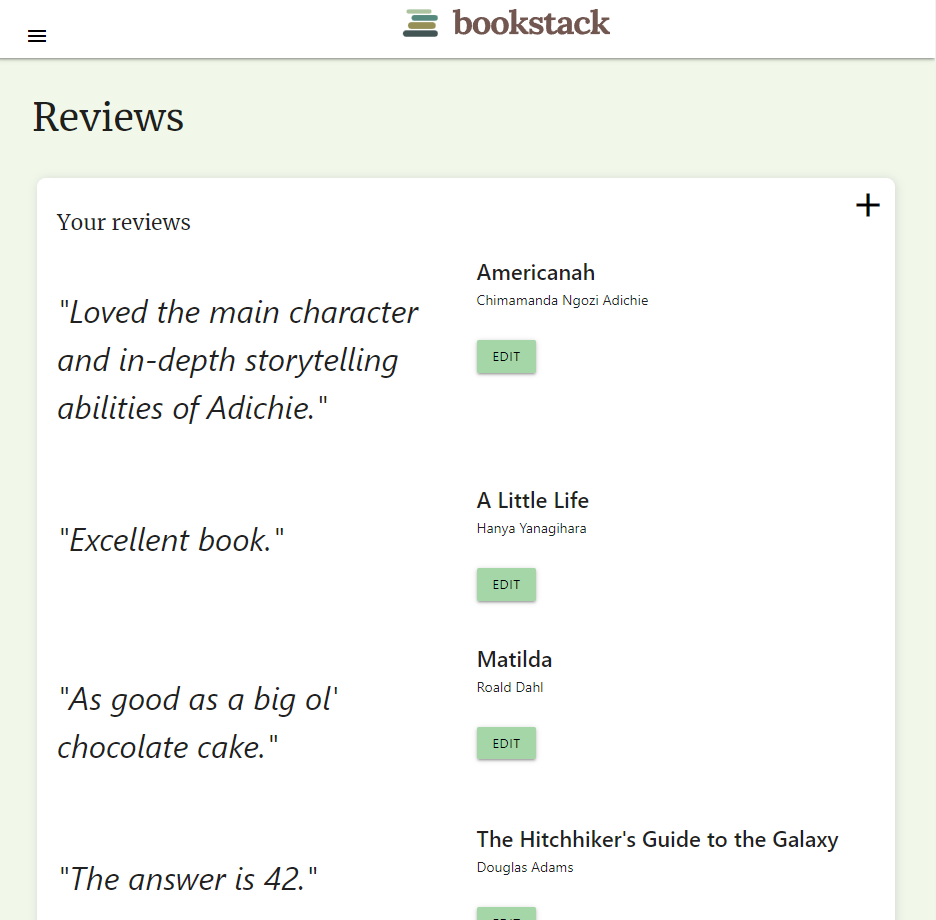 bookstack
Reviews
Your reviews
Americanah
Chimamanda Ngozi Adichie
"Loved the main character
and in-depth storytelling
abilities of Adichie."
EDIT
A Little Life
Hanya Yanagihara
"Excellent book."
EDIT
Matilda
Roald Dahl
"As good as a big ol'
chocolate cake."
EDIT
The Hitchhiker's Guide to the Galaxy
Douglas Adams
"The answer is 42."
EDIT